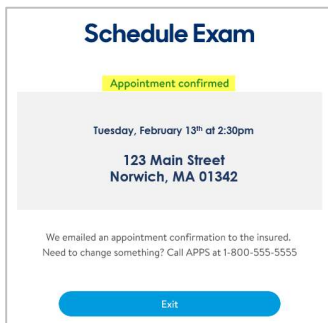 Schedule Exam
Appointment confirmed
Tuesday, February 13th at 2:30pm
123 Main Street
Norwich, MA 01342
We emailed an appointment confirmation to the insured.
Need to change something? Call APPS at 1-800-555-5555
Exit